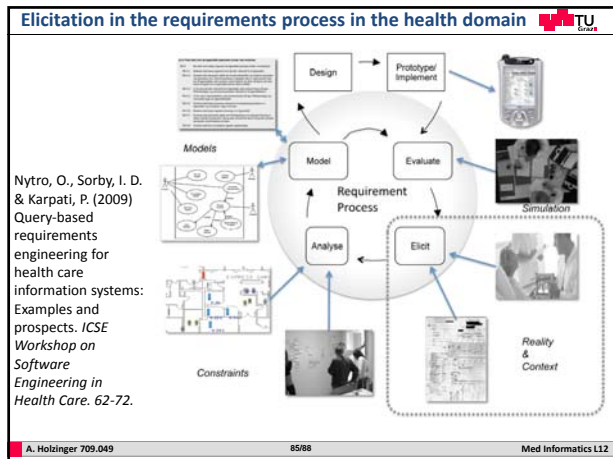 Elicitation in the requirements process in the health domain
TU
Graz
Design
Prototype/
Implement
Models
Model
Evaluate
Requirement
Process
Simulation
Analyse
Elicit
Constraints
Reality
&
Context
Nytro, O., Sorby, I. D.
& Karpati, P. (2009)
Query-based
requirements
engineering for
health care
information systems:
Examples and
prospects. ICSE
Workshop on
Software
Engineering in
Health Care. 62-72.
A. Holzinger 709.049
85/88
Med Informatics L12